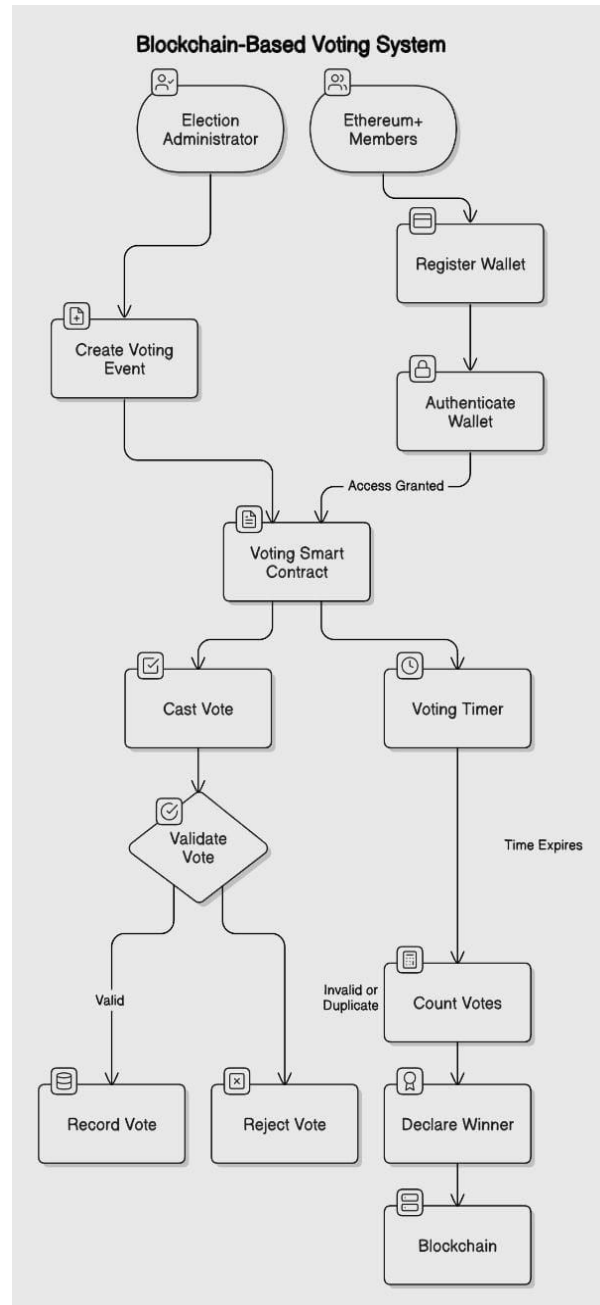 Blockchain-Based Voting System
Election
Administrator
Ethereum+
Members
Register Wallet
Create Voting
Event
Authenticate
Wallet
Access Granted
Voting Smart
Contract
Cast Vote
Voting Timer
Validate
Vote
Time Expires
Valid
Invalid or
Duplicate
Count Votes
Record Vote
Reject Vote
Declare Winner
Blockchain